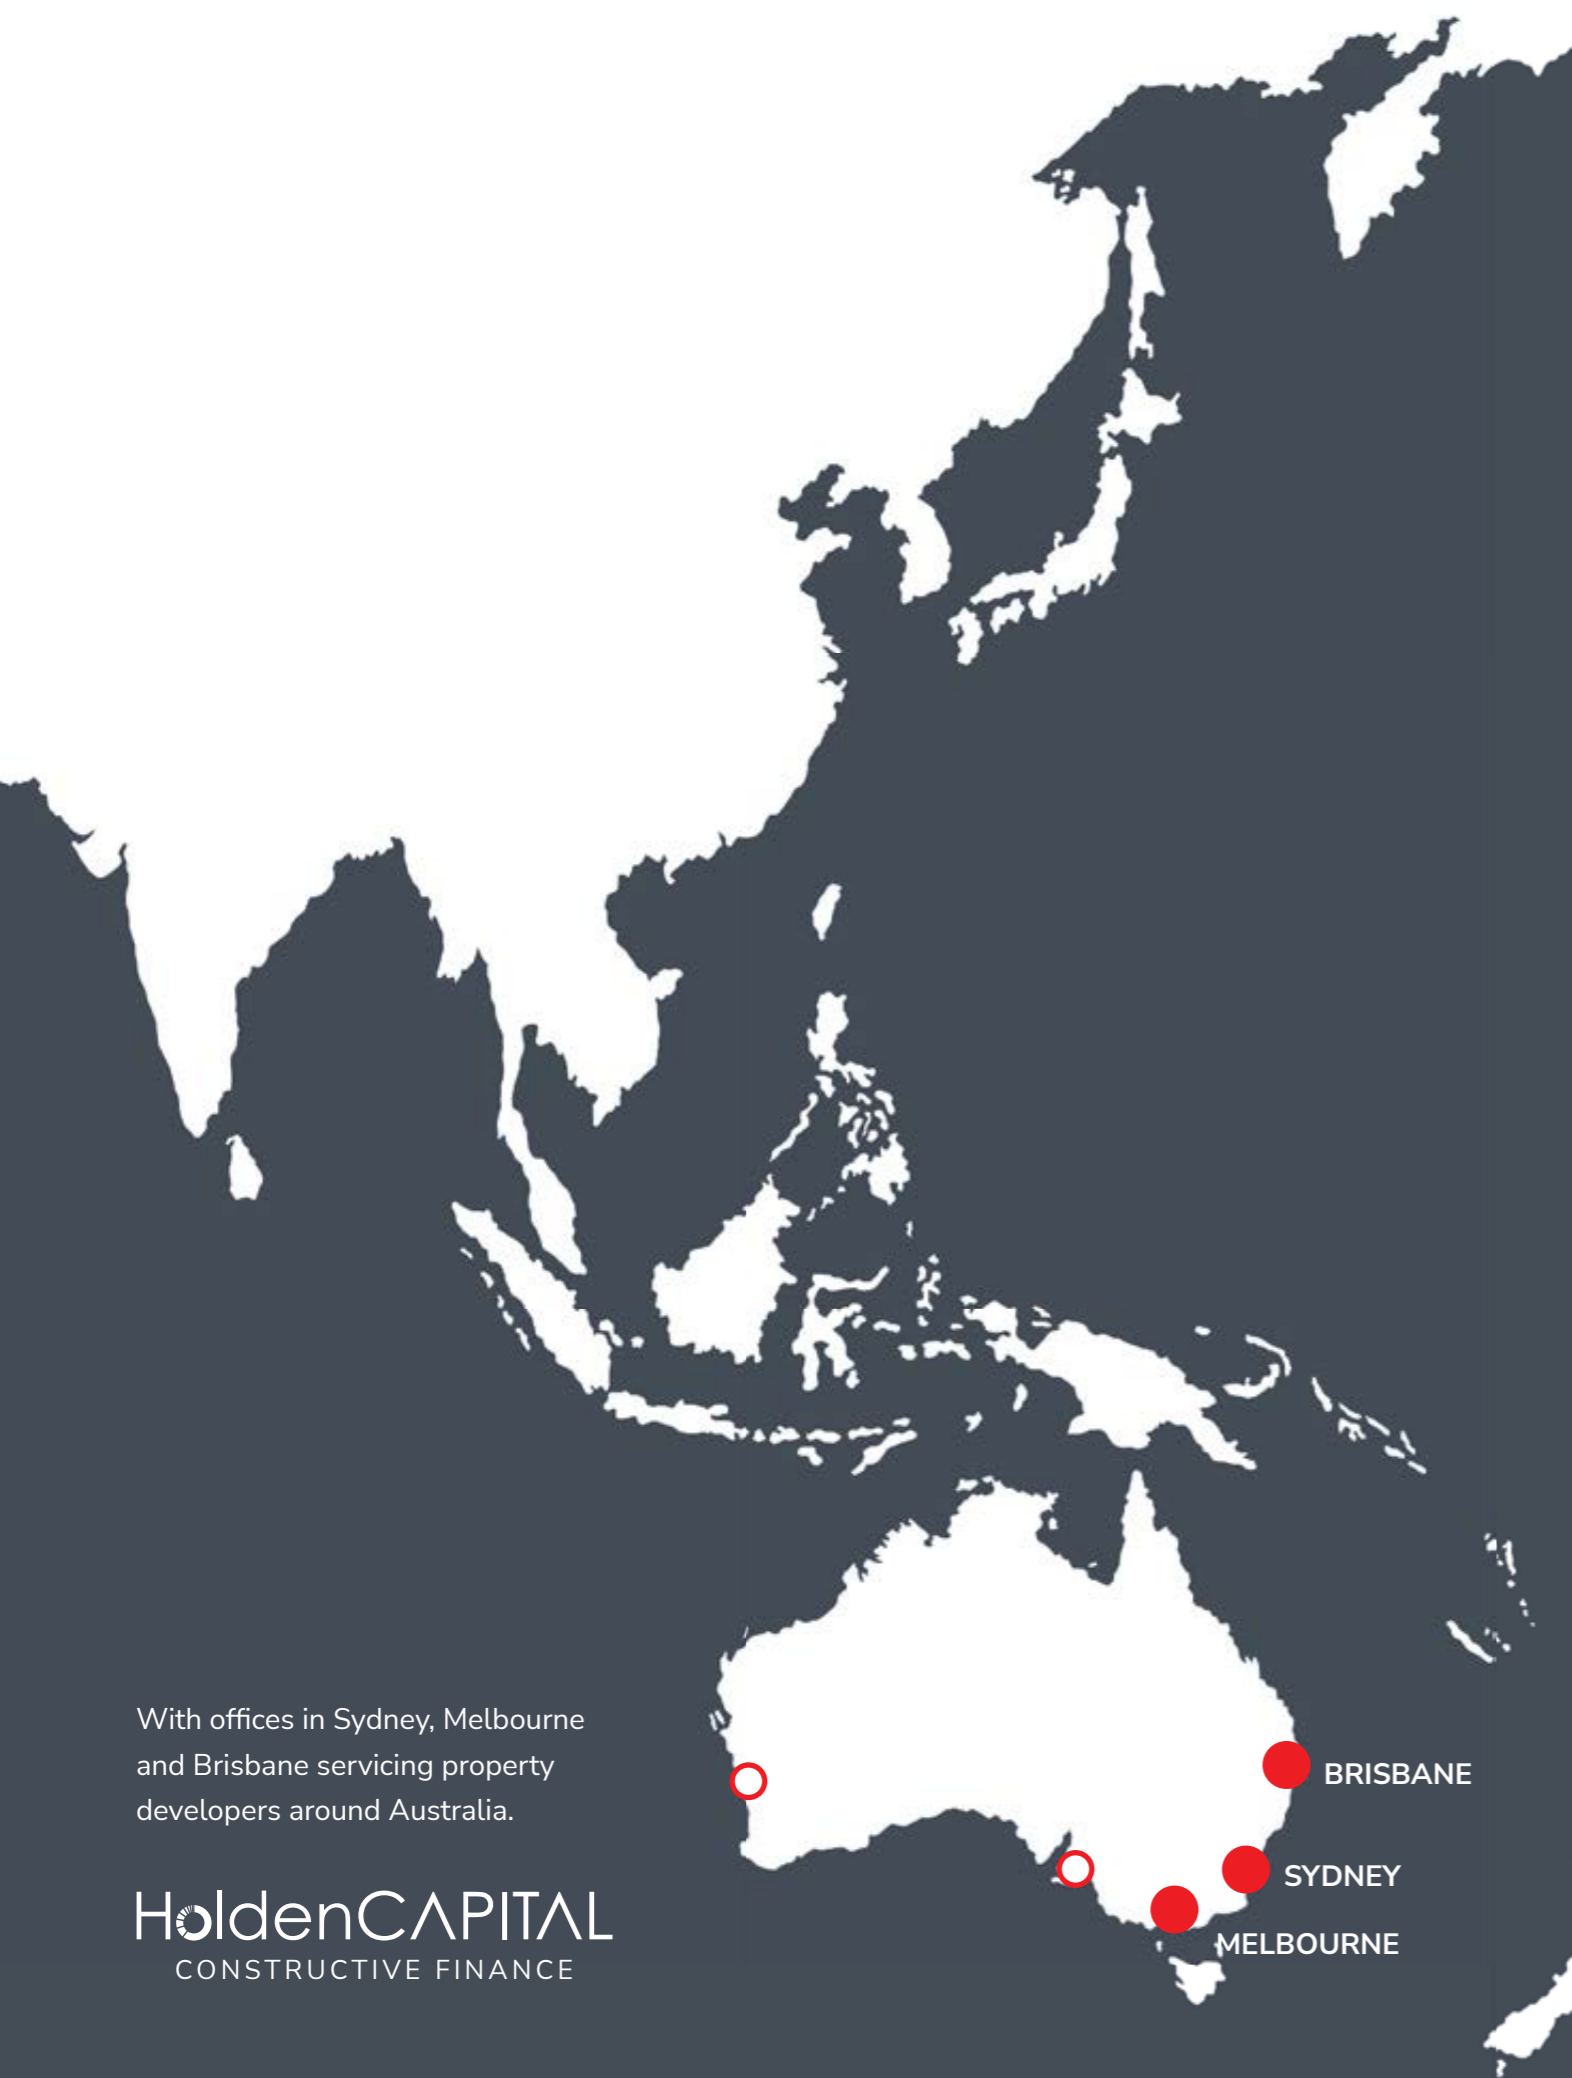 With offices in Sydney, Melbourne
and Brisbane servicing property
developers around Australia.
HoldenCAPITAL
CONSTRUCTIVE FINANCE
BRISBANE
SYDNEY
MELBOURNE